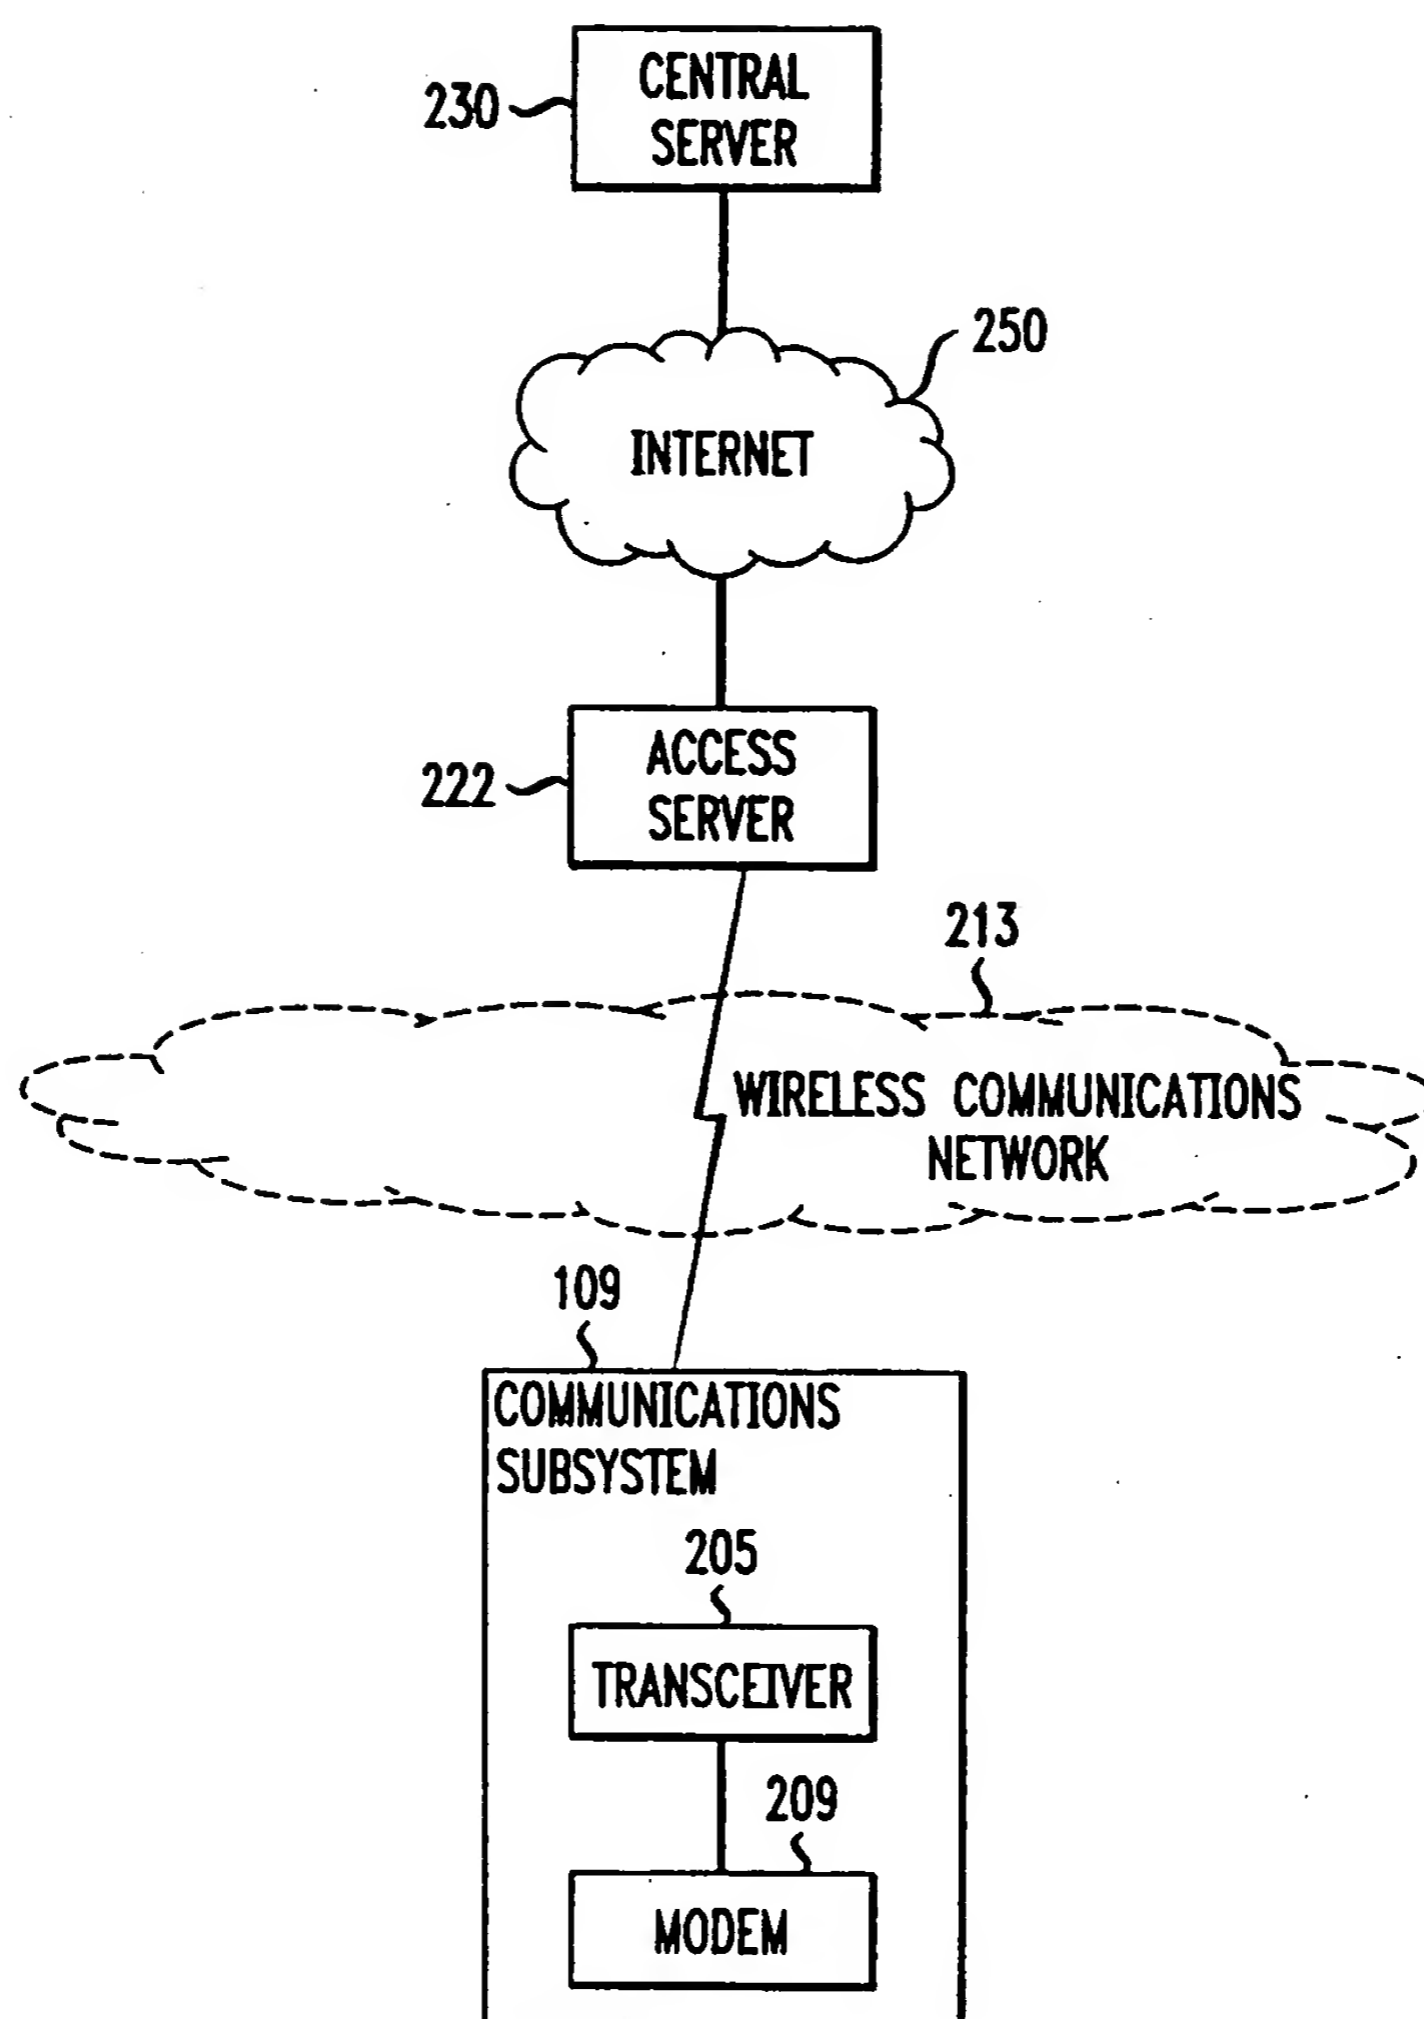 CENTRAL
SERVER
230
250
INTERNET
ACCESS
SERVER
222
213
WIRELESS COMMUNICATIONS
NETWORK
109
COMMUNICATIONS
SUBSYSTEM
205
TRANSCEIVER
209
MODEM